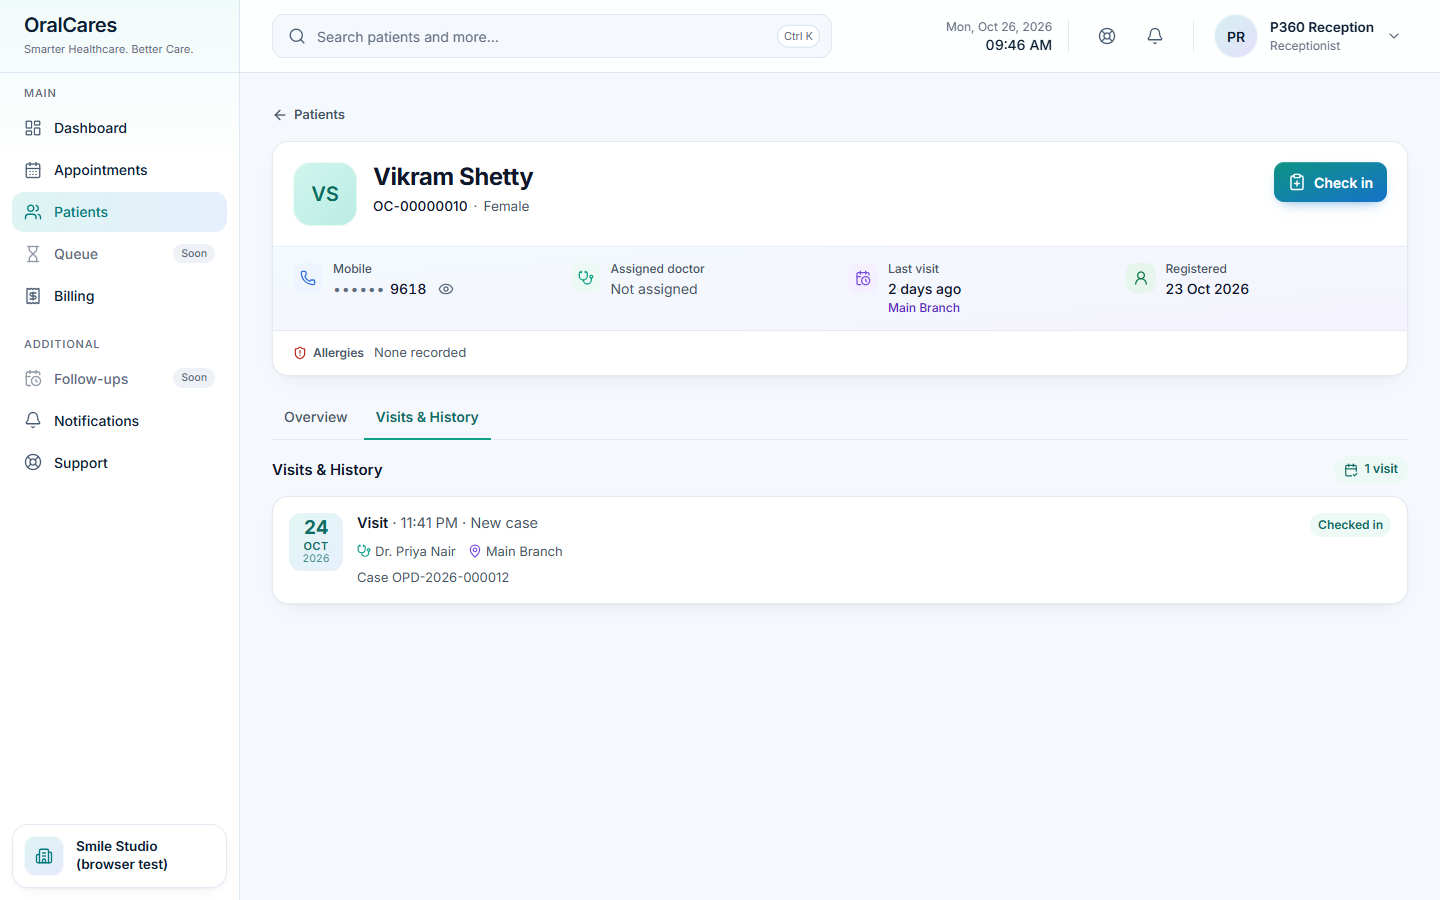 OralCares
Smarter Healthcare. Better Care.
Search patients and more...
Ctrl K
Mon, Oct 26, 2026
09:46 AM
PR
P360 Reception
Receptionist
MAIN
Dashboard
Appointments
Patients
Queue
Soon
Billing
ADDITIONAL
Follow-ups
Soon
Notifications
Support
Smile Studio
(browser test)
Patients
VS
Vikram Shetty
OC-00000010 · Female
Check in
Mobile
•••••• 9618
Assigned doctor
Not assigned
Last visit
2 days ago
Main Branch
Registered
23 Oct 2026
Allergies None recorded
Overview
Visits & History
Visits & History
1 visit
24
OCT
2026
Visit · 11:41 PM · New case
Dr. Priya Nair Main Branch
Case OPD-2026-000012
Checked in